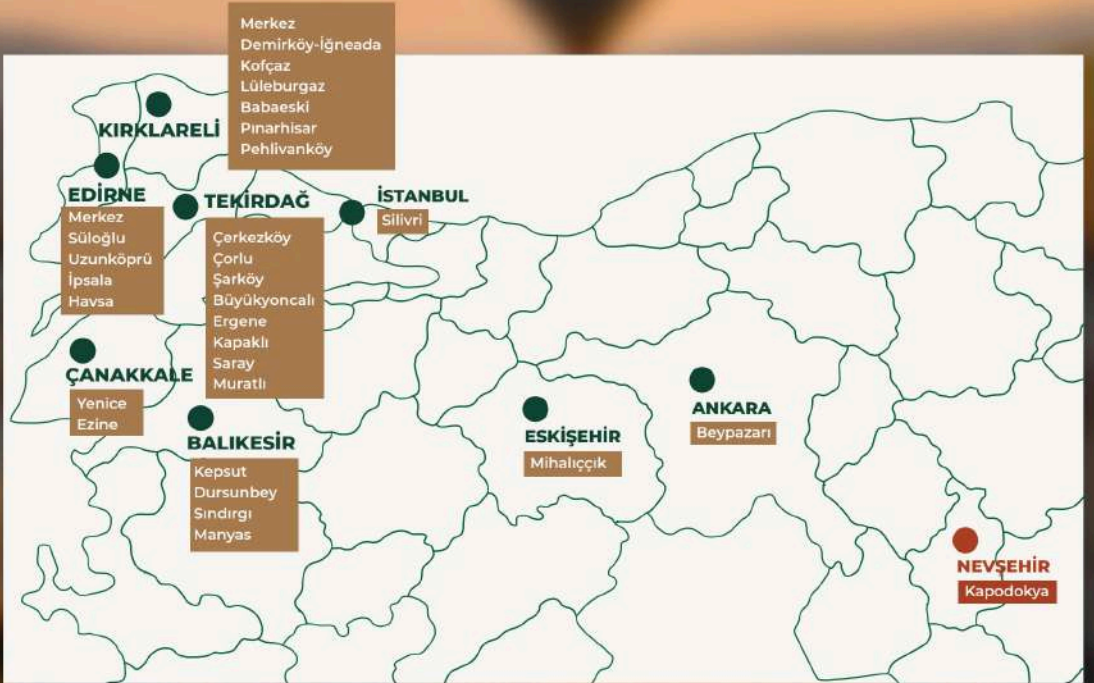 Merkez
Demirköy-İğneada
Kofçaz
Lüleburgaz
Babaeski
Pınarhisar
Pehlivanköy
KIRKLARELİ
EDİRNE
Merkez
Süloğlu
Uzunköprü
İpsala
Havsa
TEKİRDAĞ
Çerkezköy
Çorlu
Şarköy
Büyükyoncalı
Ergene
Kapaklı
Saray
Muratlı
İSTANBUL
Silivri
ÇANAKKALE
Yenice
Ezine
BALIKESİR
Kepsut
Dursunbey
Sındırgı
Manyas
ESKİŞEHİR
Mihalıççık
ANKARA
Beypazarı
NEVŞEHİR
Kapodokya